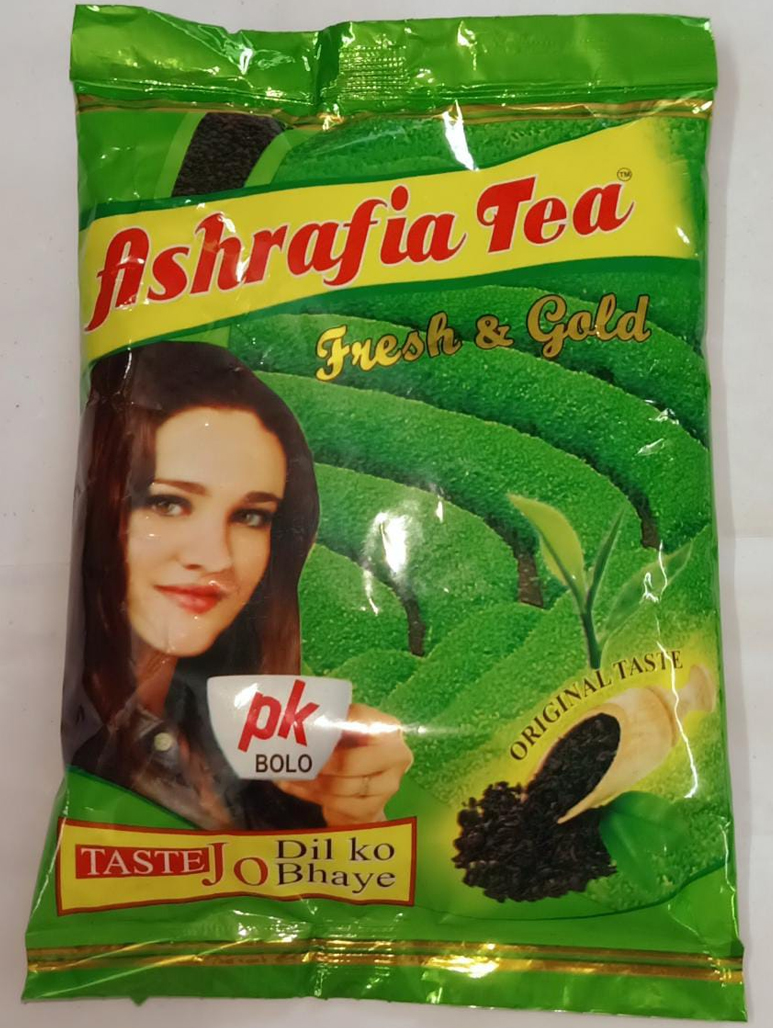 Ashrafia Tea TM
Fresh & Gold
pk
BOLO
ORIGINAL TASTE
TASTE Jo Dil ko
Bhaye